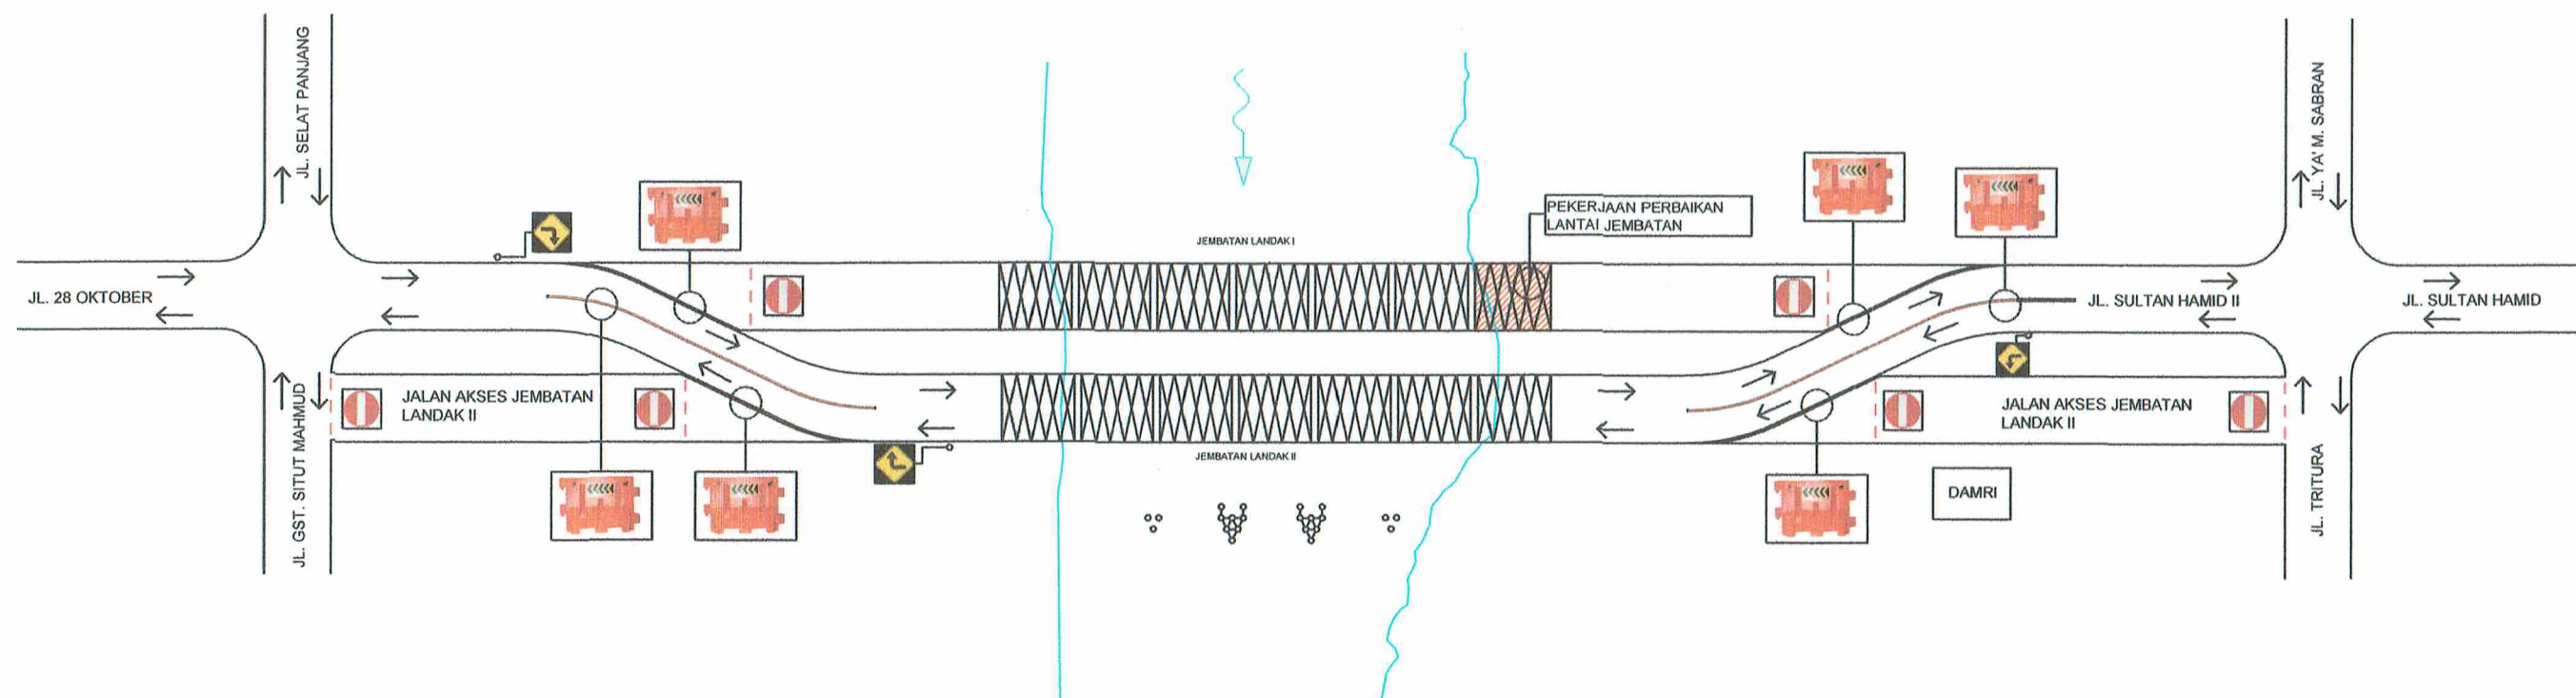 JL. SELAT PANJANG
JL. YA' M. SABRAN
PEKERJAAN PERBAIKAN
LANTAI JEMBATAN
JEMBATAN LANDAK I
JL. 28 OKTOBER
JL. SULTAN HAMID II
JL. SULTAN HAMID
JL. GST. SITUT MAHMUD
JALAN AKSES JEMBATAN
LANDAK II
JALAN AKSES JEMBATAN
LANDAK II
JEMBATAN LANDAK II
DAMRI
JL. TRITURA